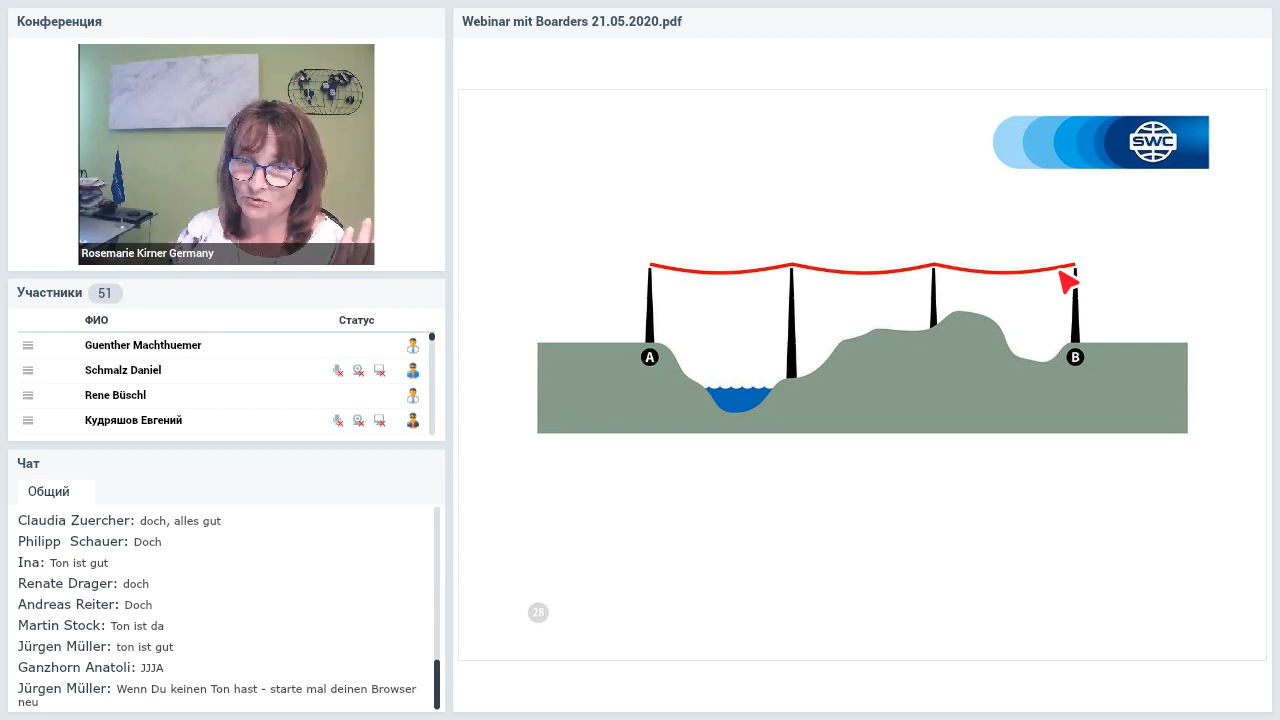 Конференция
Rosemarie Kirner Germany
Участники 51
ФИО Статус
Guenther Machthuemer
Schmalz Daniel
Rene Büschl
Кудряшов Евгений
Чат
Общий
Claudia Zuercher: doch, alles gut
Philipp Schauer: Doch
Ina: Ton ist gut
Renate Drager: doch
Andreas Reiter: Doch
Martin Stock: Ton ist da
Jürgen Müller: ton ist gut
Ganzhorn Anatoli: JJJA
Jürgen Müller: Wenn Du keinen Ton hast - starte mal deinen Browser
neu
Webinar mit Boarders 21.05.2020.pdf
SWC
A B
28